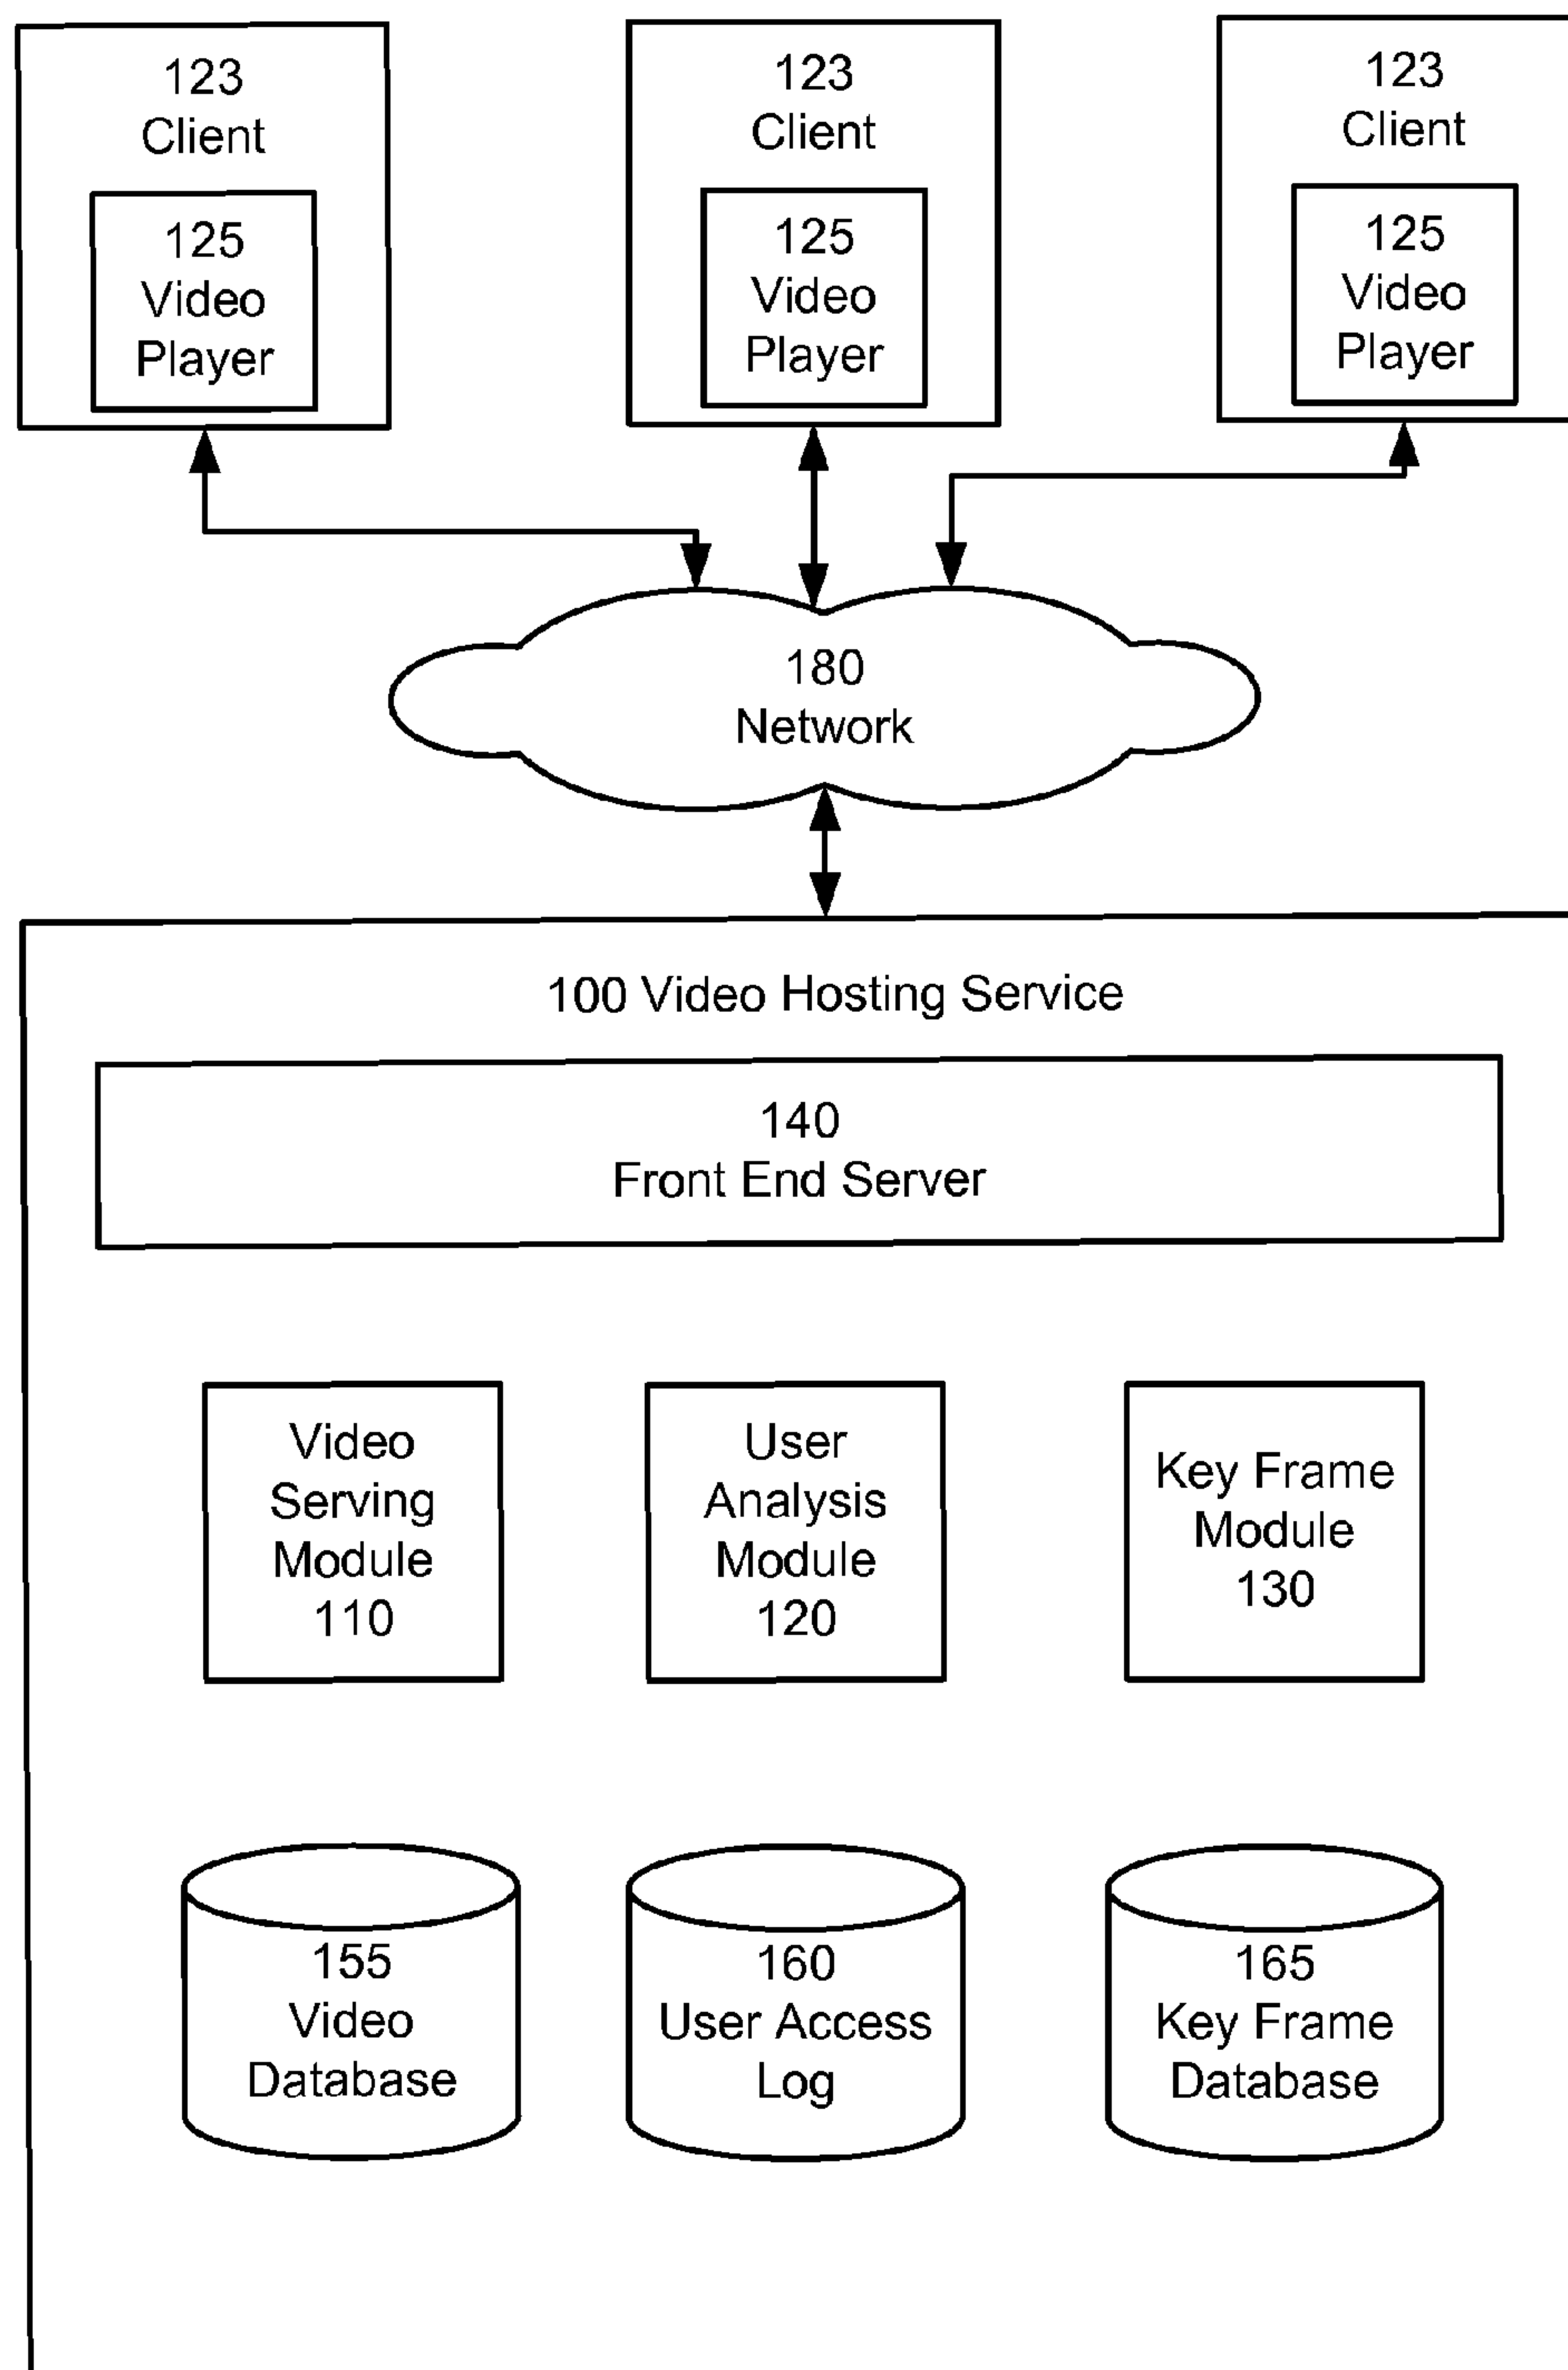 123
Client
125
Video
Player
123
Client
125
Video
Player
123
Client
125
Video
Player
180
Network
100 Video Hosting Service
140
Front End Server
Video
Serving
Module
110
User
Analysis
Module
120
Key Frame
Module
130
155
Video
Database
160
User Access
Log
165
Key Frame
Database